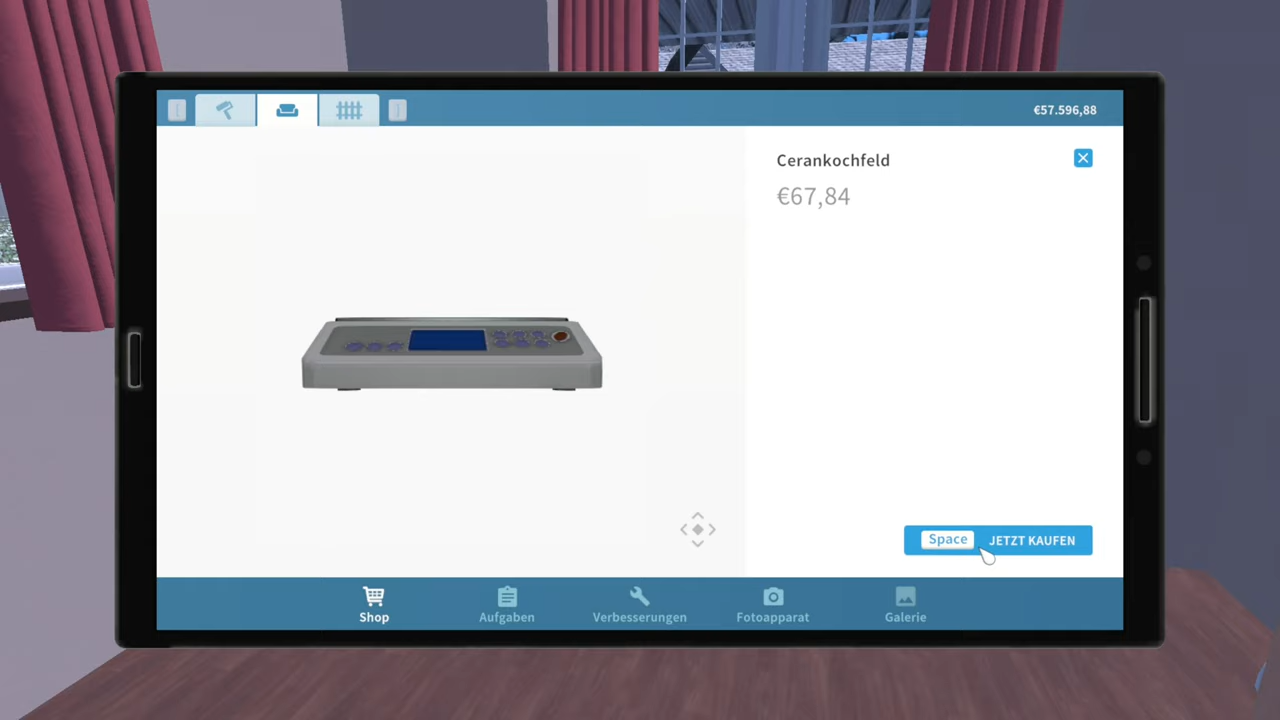 €57.596,88
Cerankochfeld
€67,84
Space JETZT KAUFEN
Shop
Aufgaben
Verbesserungen
Fotoapparat
Galerie